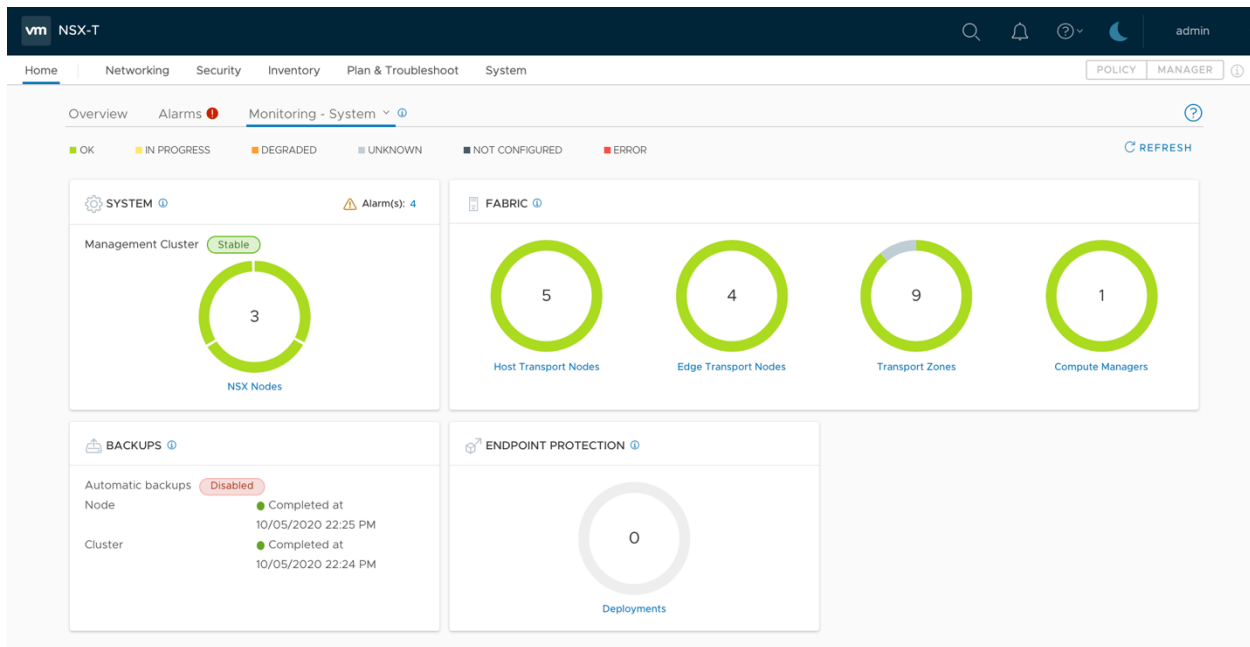 vm NSX-T
admin
Home Networking Security Inventory Plan & Troubleshoot System
POLICY MANAGER
Overview Alarms Monitoring - System
OK IN PROGRESS DEGRADED UNKNOWN NOT CONFIGURED ERROR
REFRESH
SYSTEM
Alarm(s): 4
Management Cluster Stable
3
NSX Nodes
FABRIC
5 4 9 1
Host Transport Nodes Edge Transport Nodes Transport Zones Compute Managers
BACKUPS
Automatic backups Disabled
Node Completed at
10/05/2020 22:25 PM
Cluster Completed at
10/05/2020 22:24 PM
ENDPOINT PROTECTION
0
Deployments